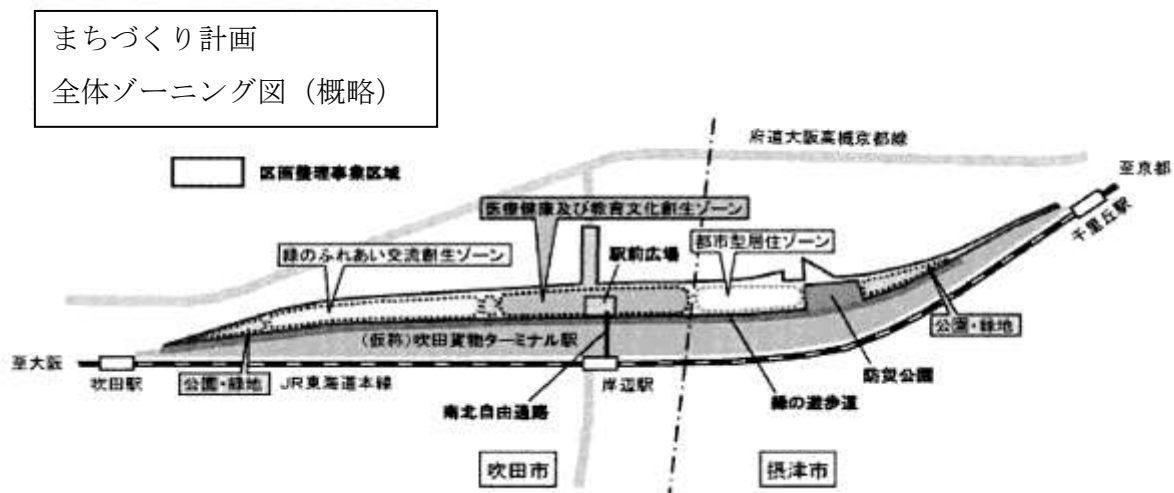 まちづくり計画
全体ゾーニング図（概略）
府道大阪高槻京都線
区画整理事業区域
至京都
千里丘駅
医療健康及び教育文化創生ゾーン
都市型居住ゾーン
緑のふれあい交流創生ゾーン
駅前広場
公園・緑地
(仮称)吹田貨物ターミナル駅
至大阪
吹田駅
公園・緑地
JR東海道本線
岸辺駅
防災公園
南北自由通路
緑の遊歩道
吹田市
摂津市